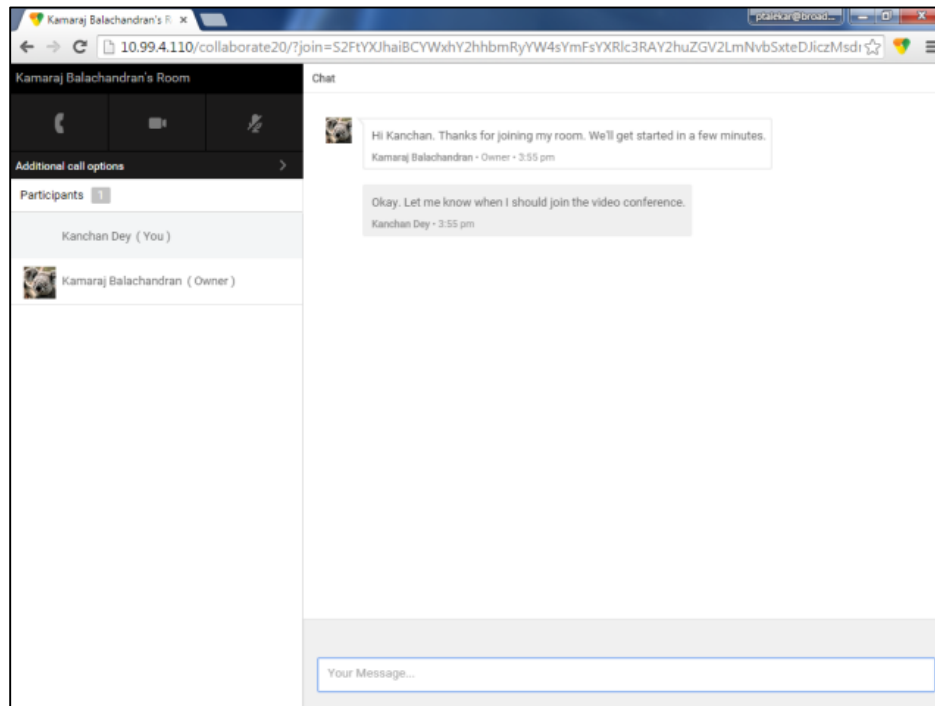 Kamaraj Balachandran's R
ptalekar@broad...
10.99.4.110/collaborate20/?join=
Kamaraj Balachandran's Room
Chat
Additional call options
Participants 1
Kanchan Dey ( You )
Kamaraj Balachandran ( Owner )
Hi Kanchan. Thanks for joining my room. We'll get started in a few minutes.
Kamaraj Balachandran • Owner • 3:55 pm
Okay. Let me know when I should join the video conference.
Kanchan Dey • 3:55 pm
Your Message...